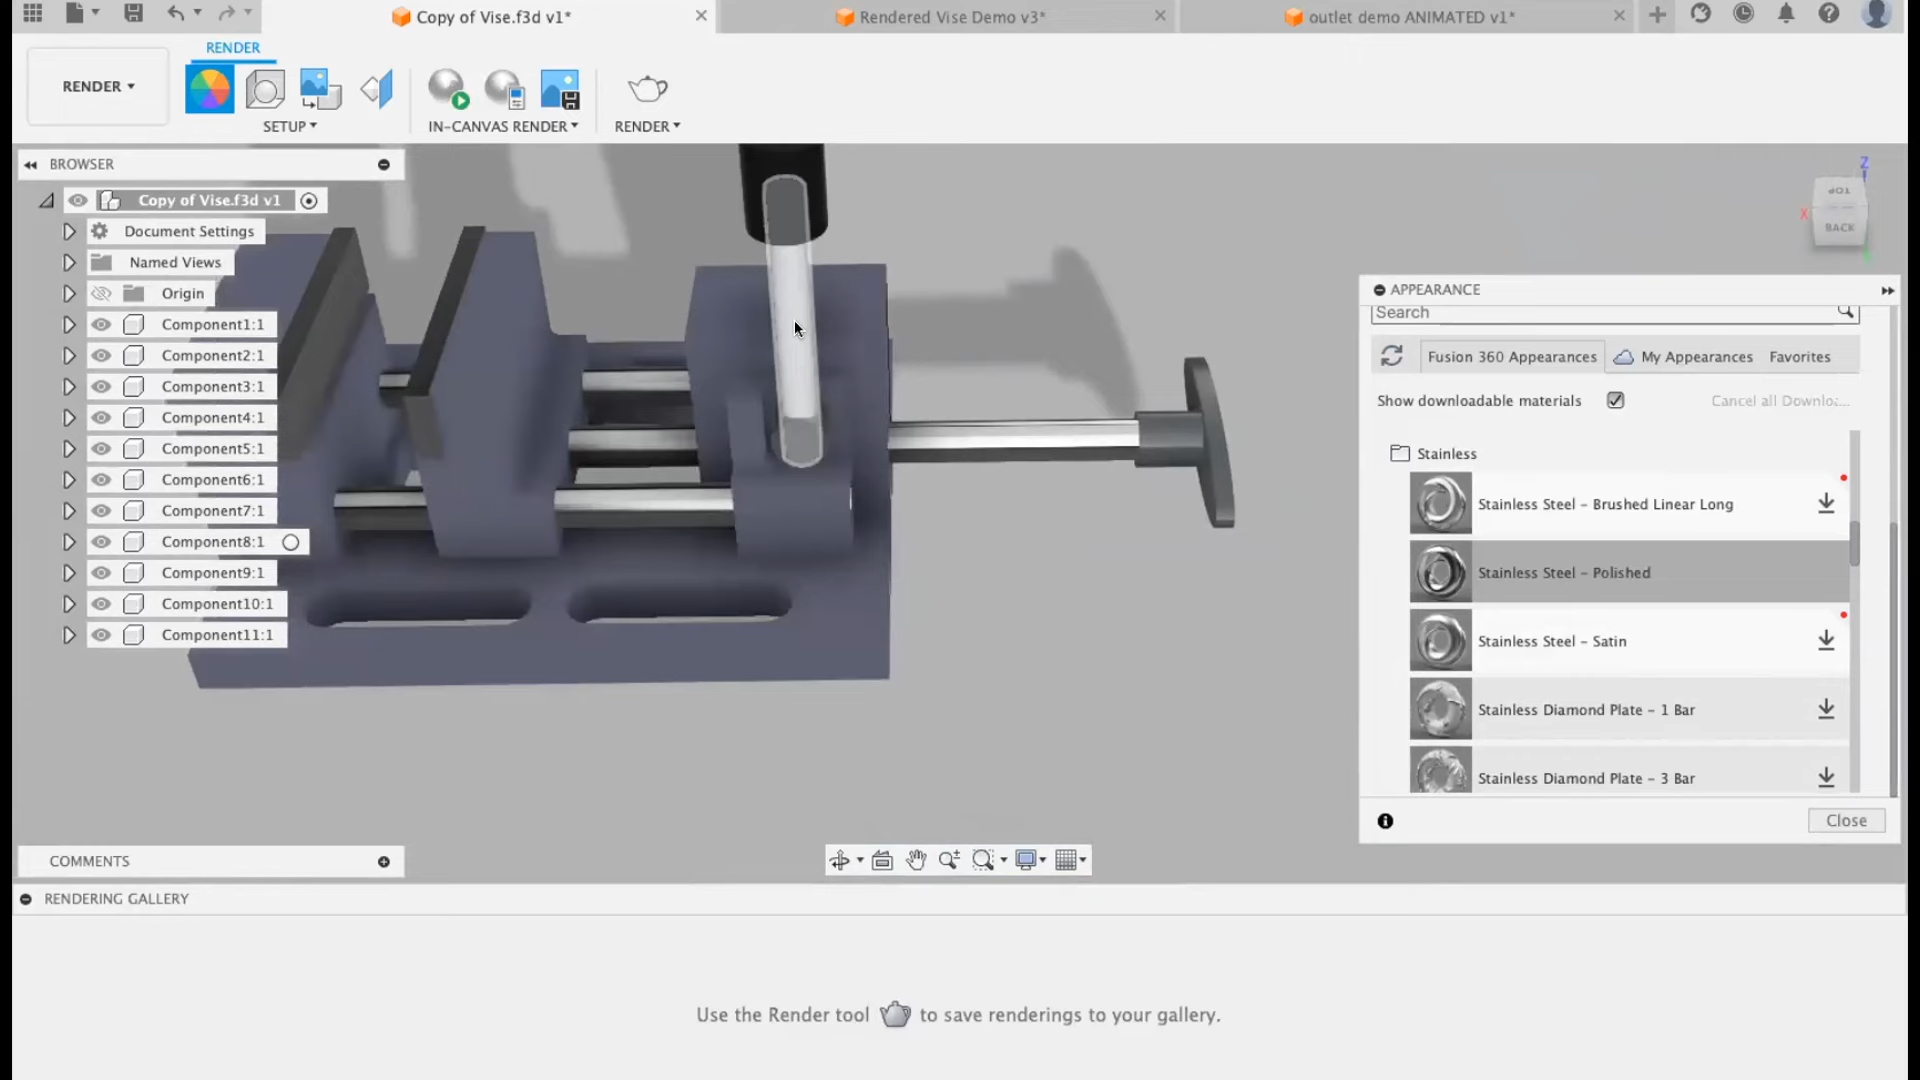 Copy of Vise.f3d v1*
Rendered Vise Demo v3*
outlet demo ANIMATED v1*
RENDER
RENDER
SETUP
IN-CANVAS RENDER
RENDER
BROWSER
Copy of Vise.f3d v1
Document Settings
Named Views
Origin
Component1:1
Component2:1
Component3:1
Component4:1
Component5:1
Component6:1
Component7:1
Component8:1
Component9:1
Component10:1
Component11:1
Z
TOP
X
BACK
APPEARANCE
Search
Fusion 360 Appearances
My Appearances
Favorites
Show downloadable materials
Cancel all Downlo...
Stainless
Stainless Steel - Brushed Linear Long
Stainless Steel - Polished
Stainless Steel - Satin
Stainless Diamond Plate - 1 Bar
Stainless Diamond Plate - 3 Bar
Close
COMMENTS
RENDERING GALLERY
Use the Render tool to save renderings to your gallery.